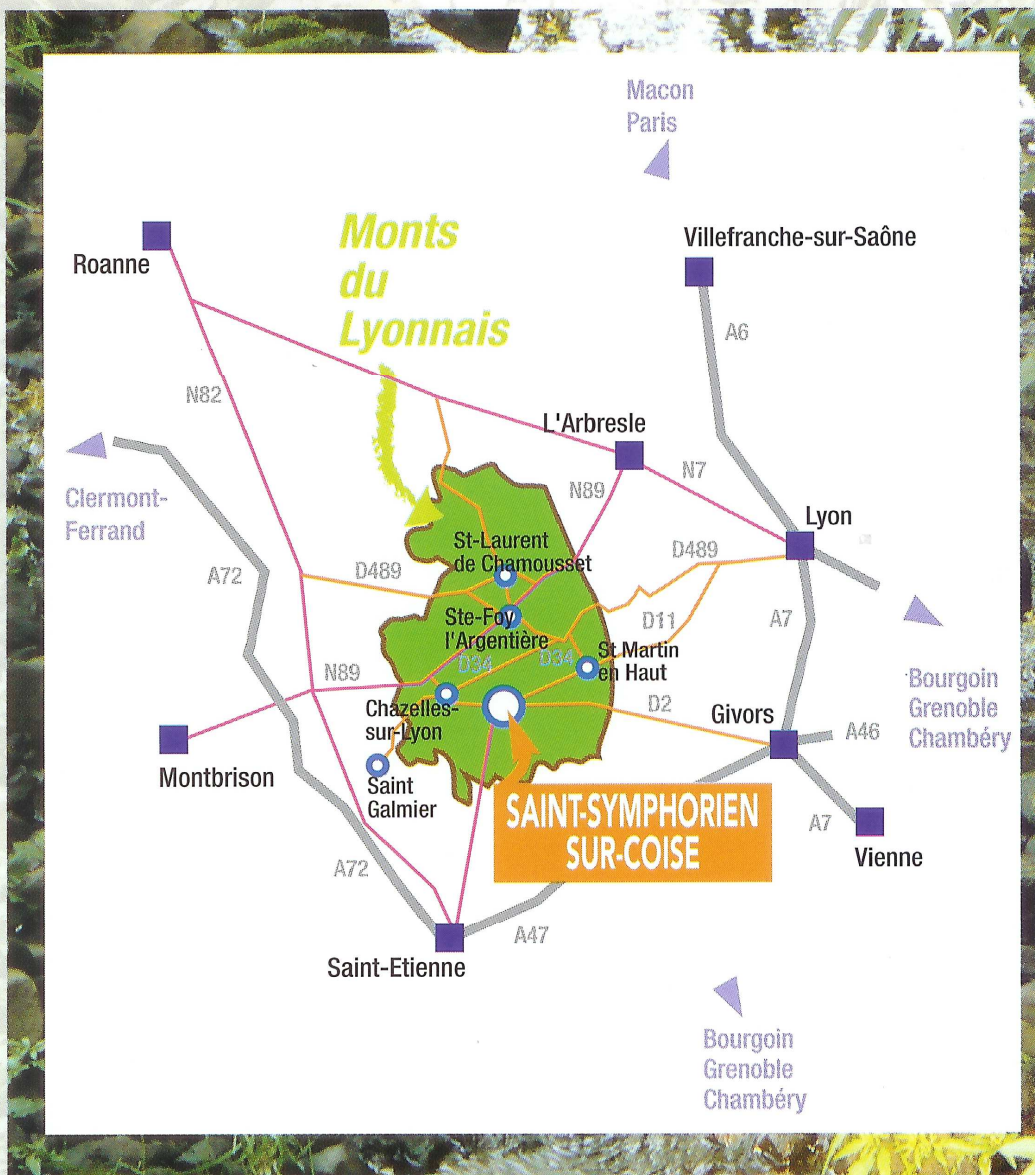 Macon
Paris
Monts
du
Lyonnais
Villefranche-sur-Saône
Roanne
A6
N82
L'Arbresle
N7
N89
Clermont-
Ferrand
Lyon
St-Laurent
de Chamousset
D489
D489
A72
Ste-Foy
l'Argentière
D11
A7
D34
D34
St Martin
en Haut
N89
Bourgoin
Grenoble
Chambéry
Chazelles-
sur-Lyon
D2
Givors
A46
Montbrison
Saint
Galmier
SAINT-SYMPHORIEN
SUR-COISE
A7
Vienne
A72
A47
Saint-Etienne
Bourgoin
Grenoble
Chambéry